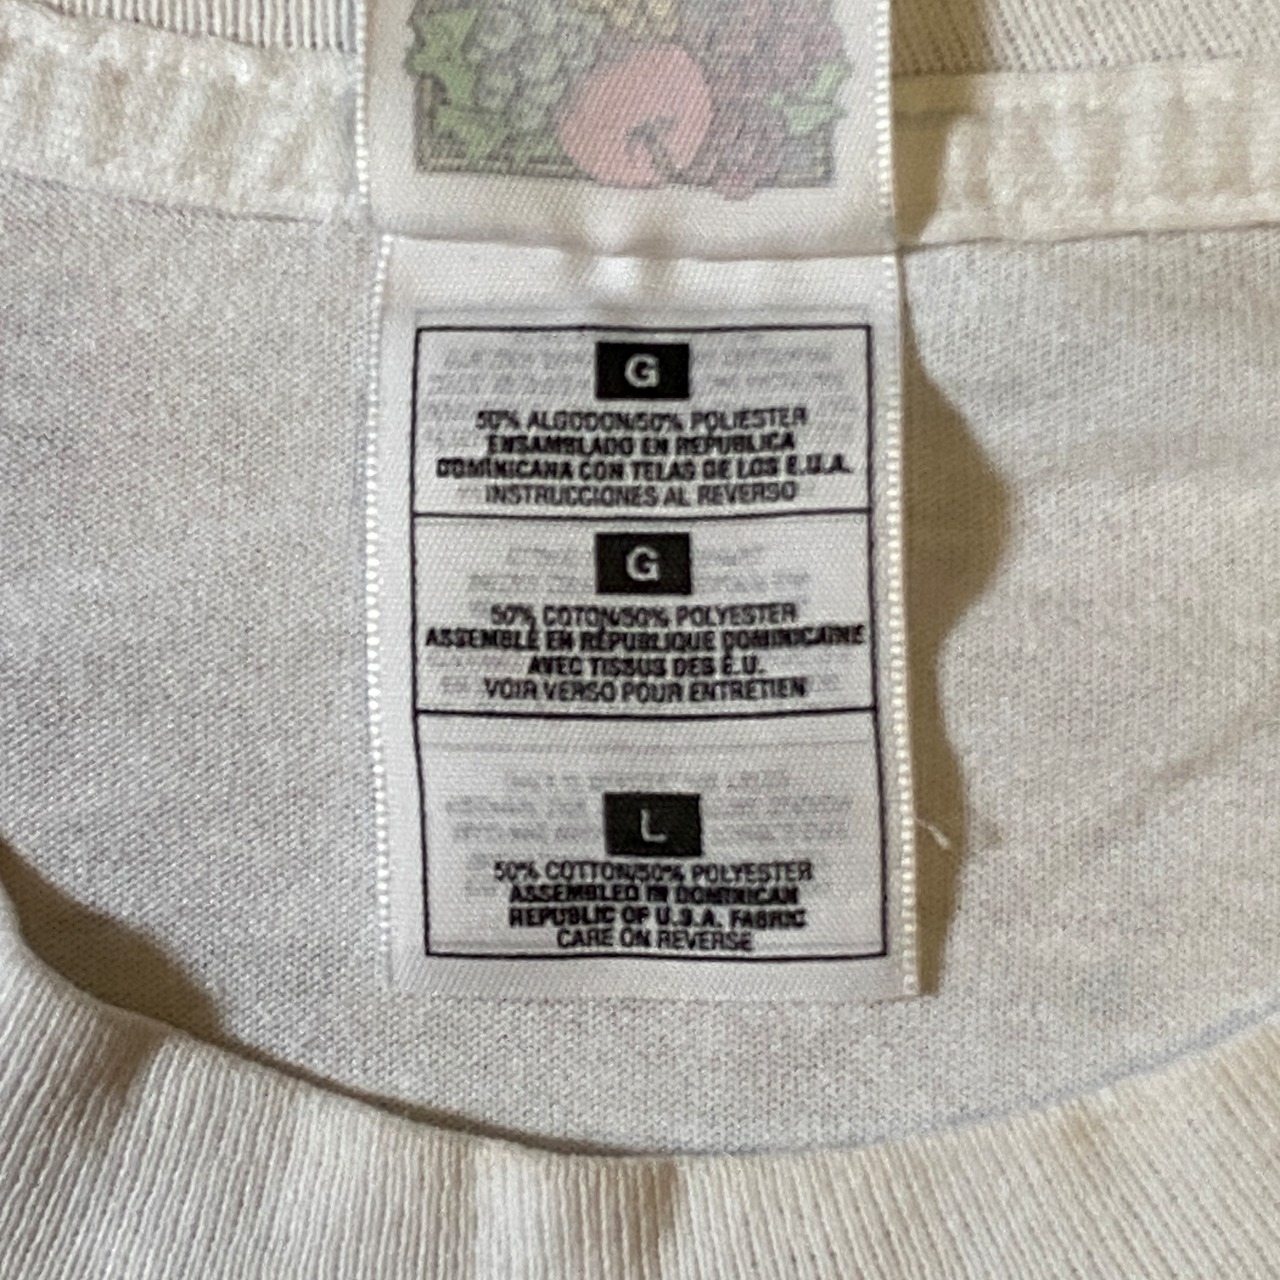 G
50% ALGODON/50% POLIESTER
ENSAMBLADO EN REPUBLICA
DOMINICANA CON TELAS DE LOS E.U.A.
INSTRUCCIONES AL REVERSO
G
50% COTON/50% POLYESTER
ASSEMBLÉ EN RÉPUBLIQUE DOMINICAINE
AVEC TISSUS DES É.U.
VOIR VERSO POUR ENTRETIEN
L
50% COTTON/50% POLYESTER
ASSEMBLED IN DOMINICAN
REPUBLIC OF U.S.A. FABRIC
CARE ON REVERSE